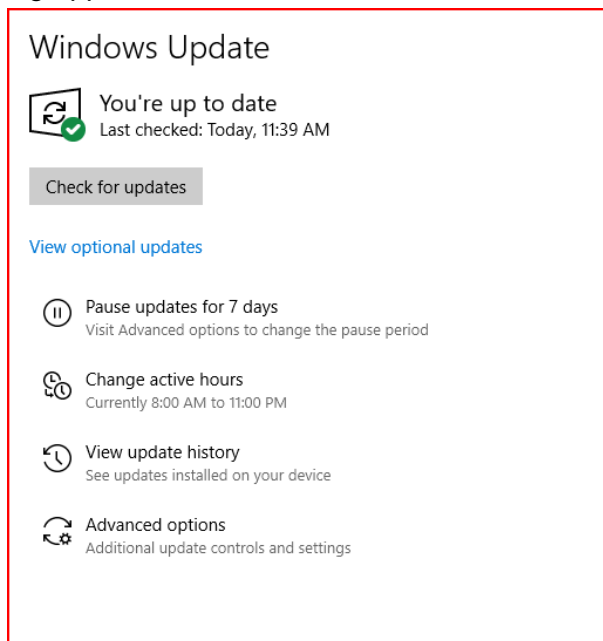 Windows Update
You're up to date
Last checked: Today, 11:39 AM
Check for updates
View optional updates
Pause updates for 7 days
Visit Advanced options to change the pause period
Change active hours
Currently 8:00 AM to 11:00 PM
View update history
See updates installed on your device
Advanced options
Additional update controls and settings